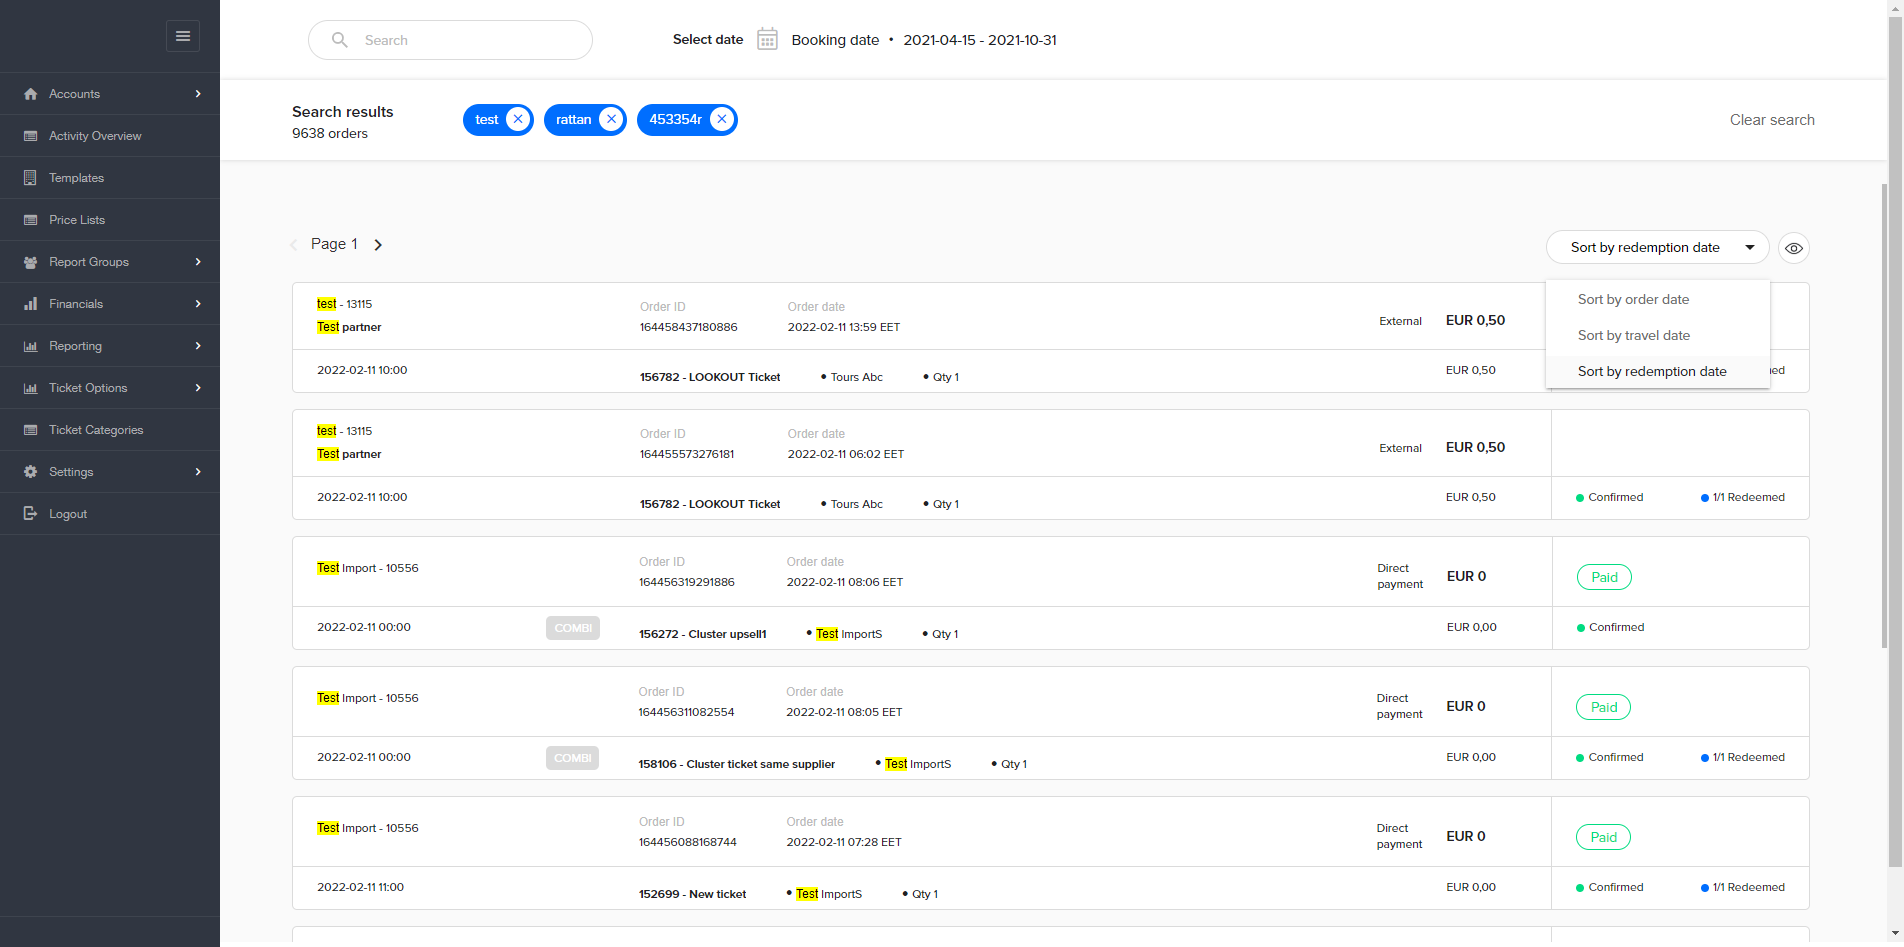 Search
Select date Booking date • 2021-04-15 - 2021-10-31
Accounts
Activity Overview
Templates
Price Lists
Report Groups
Financials
Reporting
Ticket Options
Ticket Categories
Settings
Logout
Search results
9638 orders
test
rattan
453354r
Clear search
Page 1
Sort by redemption date
Sort by order date
Sort by travel date
Sort by redemption date
test - 13115
Test partner
Order ID
164458437180886
Order date
2022-02-11 13:59 EET
External EUR 0,50
2022-02-11 10:00 156782 - LOOKOUT Ticket • Tours Abc • Qty 1 EUR 0,50
test - 13115
Test partner
Order ID
164455573276181
Order date
2022-02-11 06:02 EET
External EUR 0,50
2022-02-11 10:00 156782 - LOOKOUT Ticket • Tours Abc • Qty 1 EUR 0,50 Confirmed 1/1 Redeemed
Test Import - 10556
Order ID
164456319291886
Order date
2022-02-11 08:06 EET
Direct
payment
EUR 0
Paid
2022-02-11 00:00 COMBI 156272 - Cluster upsell1 • Test ImportS • Qty 1 EUR 0,00 Confirmed
Test Import - 10556
Order ID
164456311082554
Order date
2022-02-11 08:05 EET
Direct
payment
EUR 0
Paid
2022-02-11 00:00 COMBI 158106 - Cluster ticket same supplier • Test ImportS • Qty 1 EUR 0,00 Confirmed 1/1 Redeemed
Test Import - 10556
Order ID
164456088168744
Order date
2022-02-11 07:28 EET
Direct
payment
EUR 0
Paid
2022-02-11 11:00 152699 - New ticket • Test ImportS • Qty 1 EUR 0,00 Confirmed 1/1 Redeemed